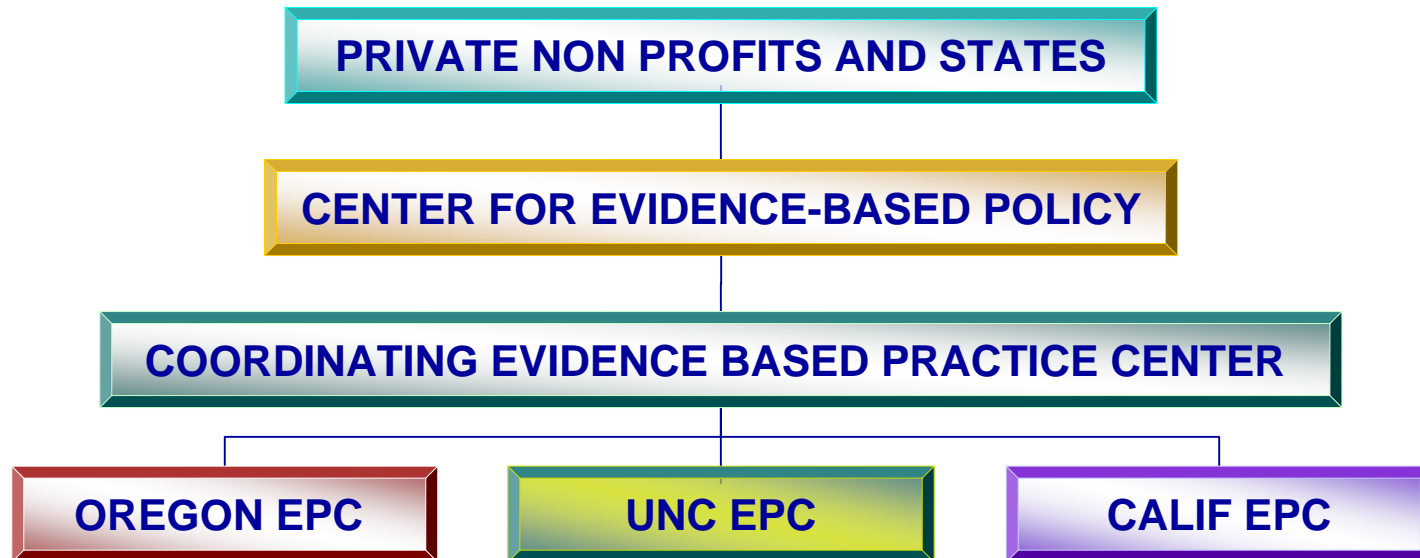 PRIVATE NON PROFITS AND STATES
CENTER FOR EVIDENCE-BASED POLICY
COORDINATING EVIDENCE BASED PRACTICE CENTER
OREGON EPC
UNC EPC
CALIF EPC